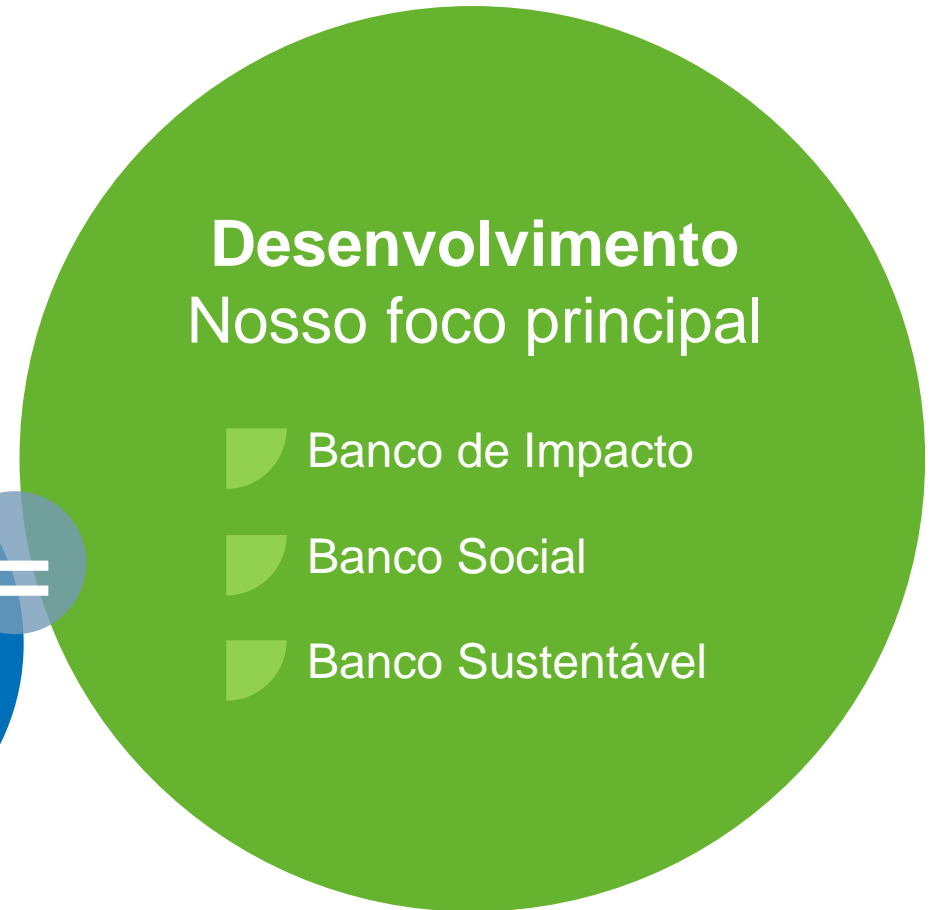 Desenvolvimento
Nosso foco principal
Banco de Impacto
=
Banco Social
Banco Sustentável